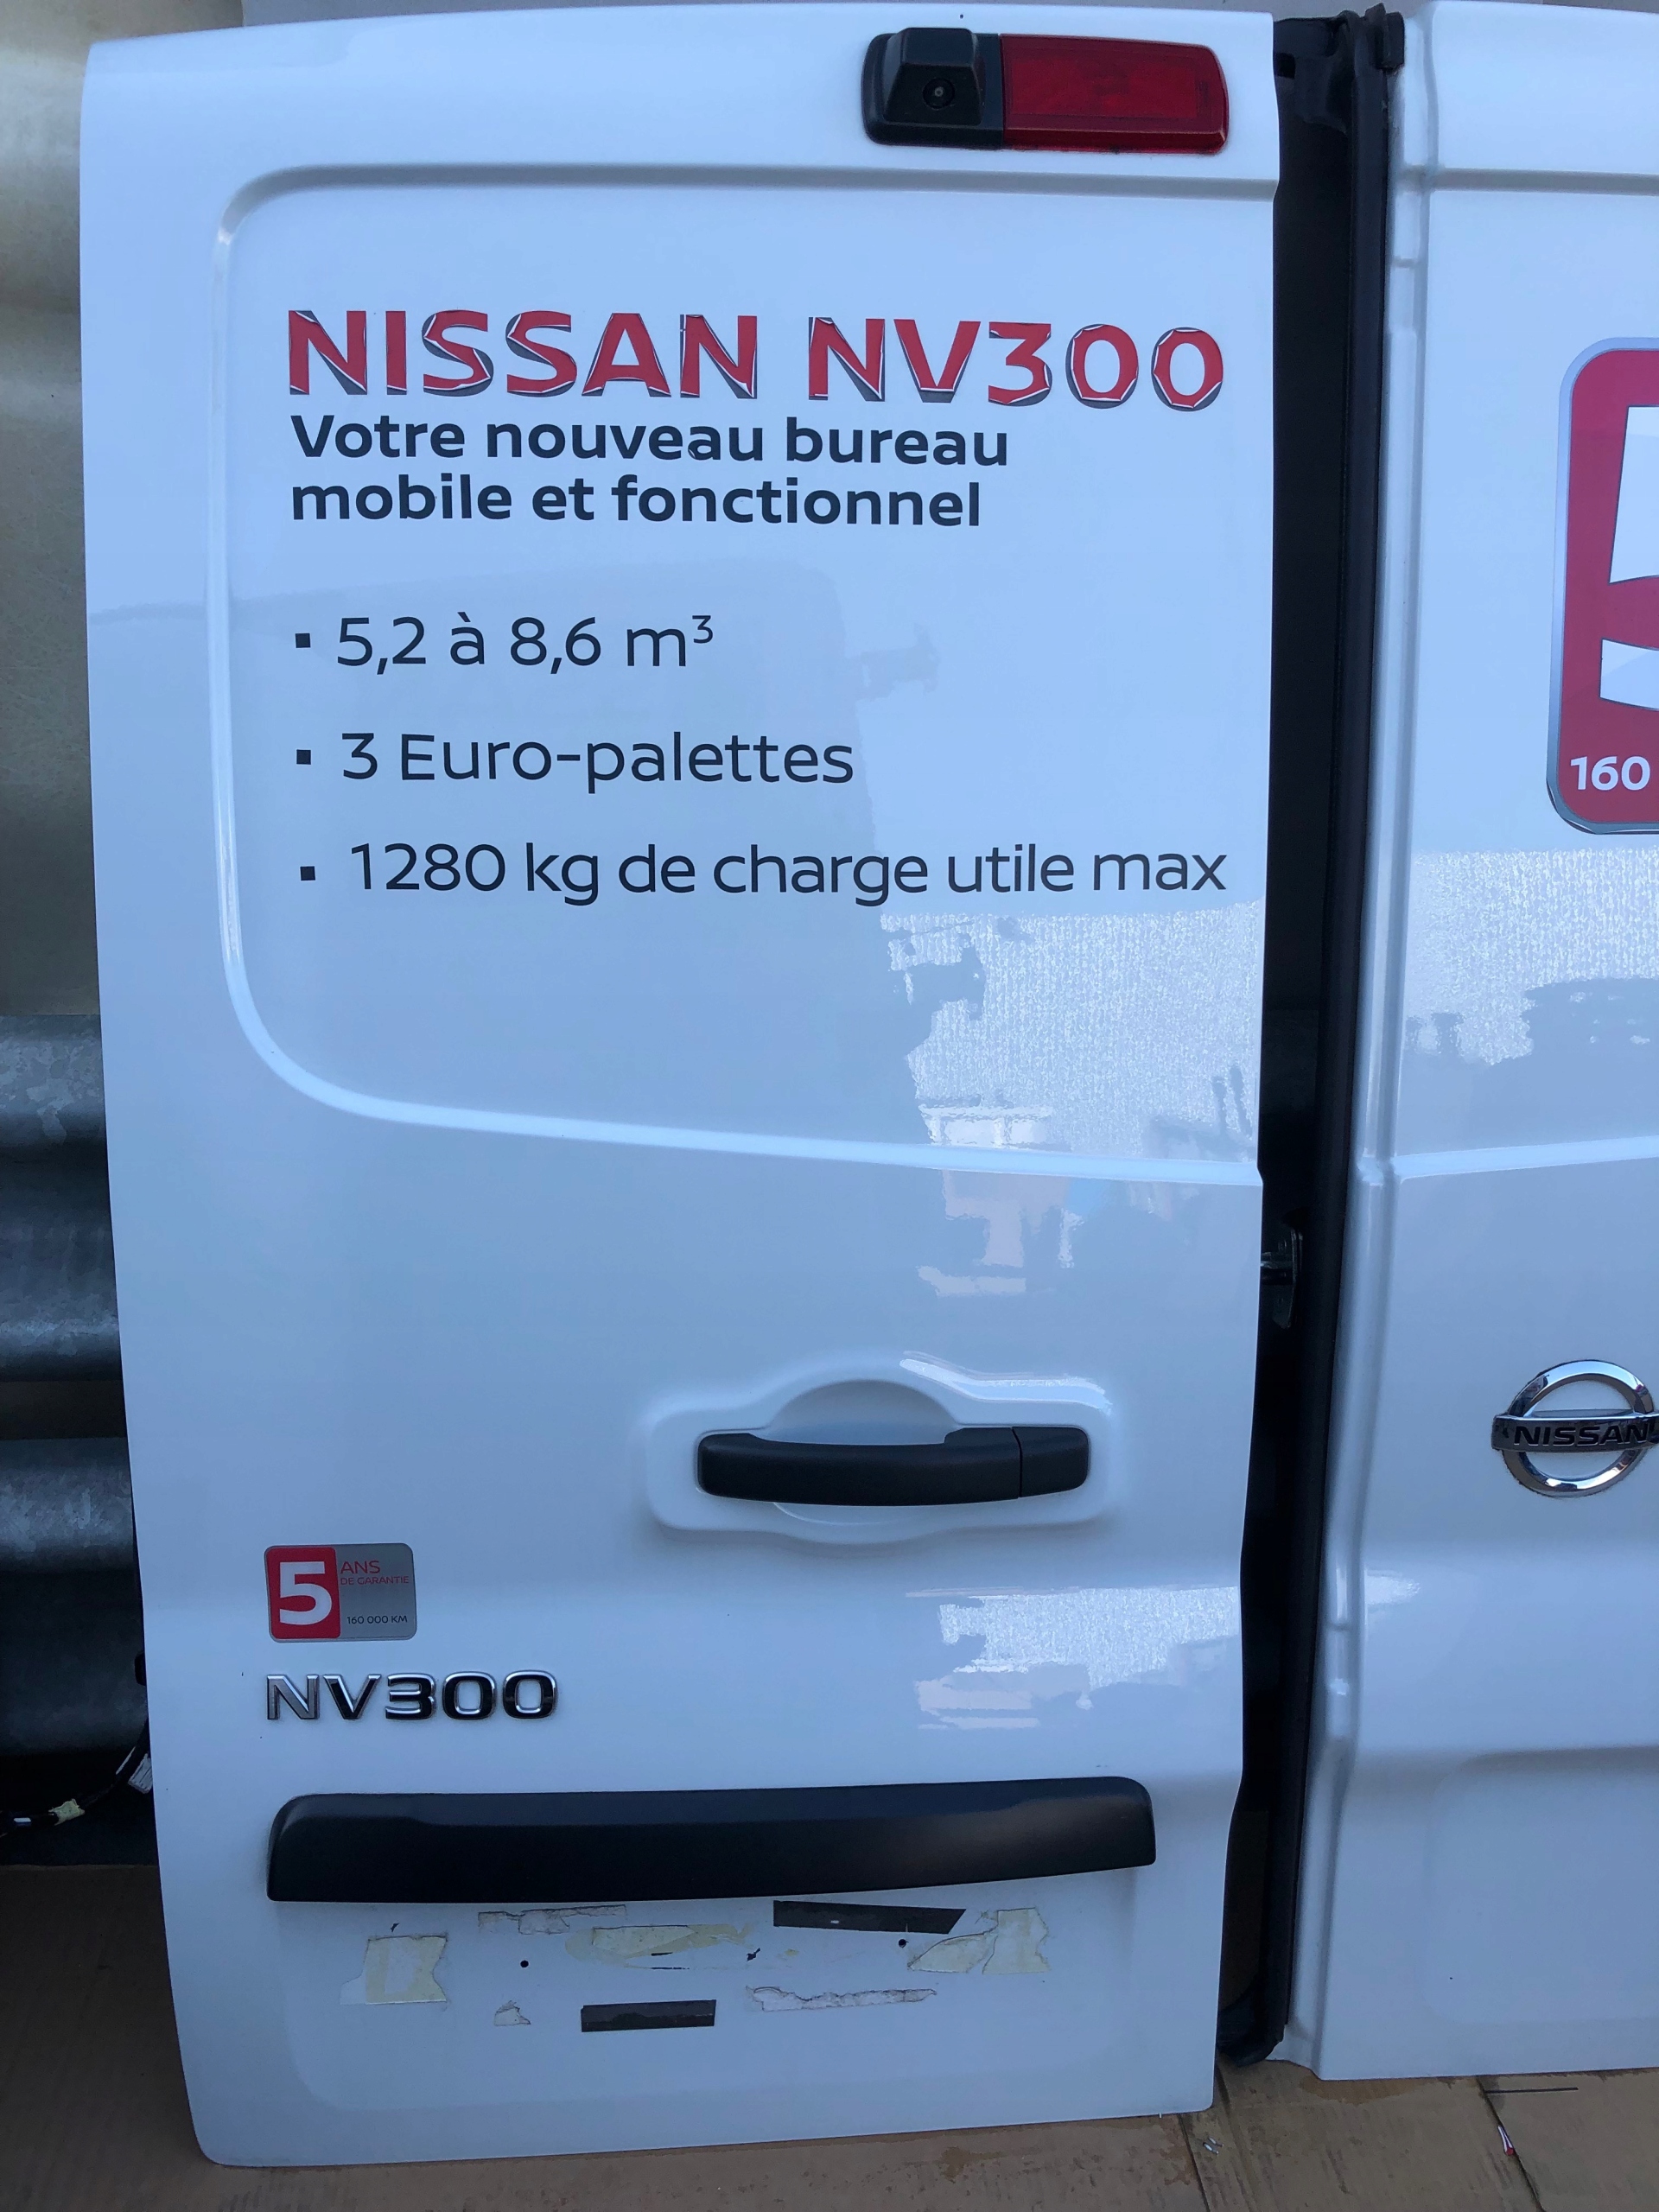 NISSAN NV300
Votre nouveau bureau
mobile et fonctionnel
▪ 5,2 à 8,6 m³
▪ 3 Euro-palettes
▪ 1280 kg de charge utile max
160
NISSAN
5 ANS
DE GARANTIE
160 000 KM
NV300